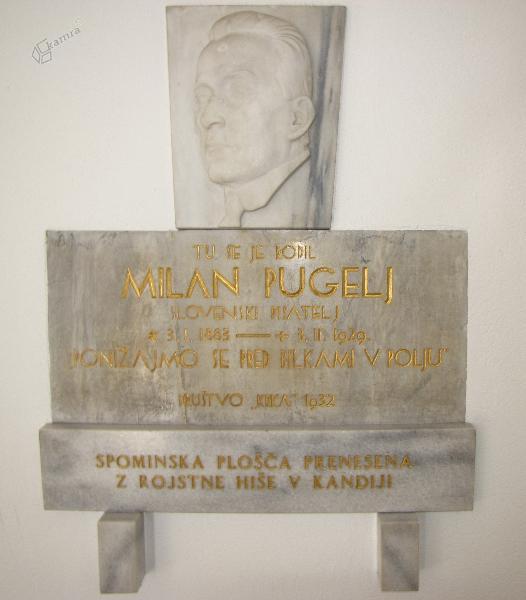 kamra
TU SE JE RODIL
MILAN PUGELJ
SLOVENSKI PISATELJ
* 3. I. 1883 — + 3. II. 1929.
"PONIŽAJMO SE PRED BILKAMI V POLJU"
DRUŠTVO 1932
SPOMINSKA PLOŠČA PRENESENA
Z ROJSTNE HIŠE V KANDIJI